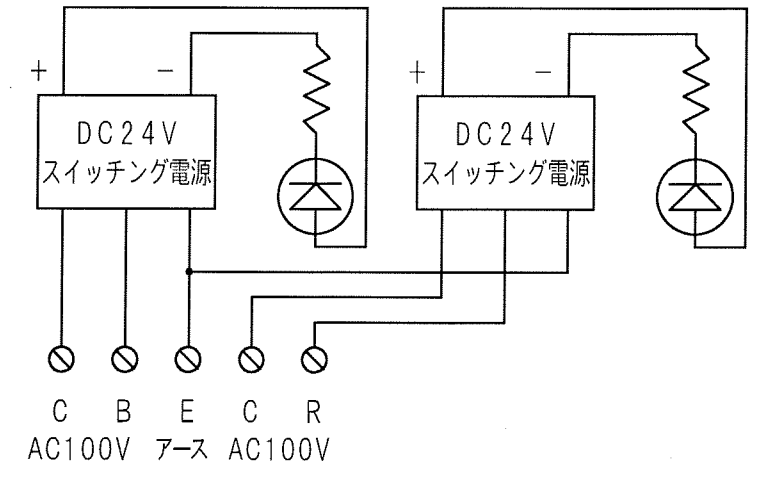 + - + -
DC24V
スイッチング電源
DC24V
スイッチング電源
C B E C R
AC100V アース AC100V